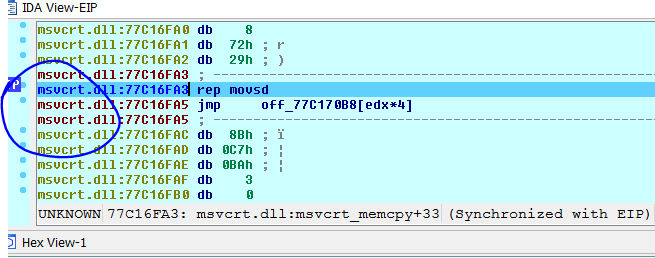 IDA View-EIP
msvcrt.dll:77C16FA0 db 8
msvcrt.dll:77C16FA1 db 72h ; r
msvcrt.dll:77C16FA2 db 29h ; )
msvcrt.dll:77C16FA3 ; ---------------------------------------------------------------
msvcrt.dll:77C16FA3 rep movsd
msvcrt.dll:77C16FA5 jmp off_77C170B8[edx*4]
msvcrt.dll:77C16FA5 ; ---------------------------------------------------------------
msvcrt.dll:77C16FAC db 8Bh ; ï
msvcrt.dll:77C16FAD db 0C7h ; ¦
msvcrt.dll:77C16FAE db 0BAh ; ¦
msvcrt.dll:77C16FAF db 3
msvcrt.dll:77C16FB0 db 0
UNKNOWN 77C16FA3: msvcrt.dll:msvcrt_memcpy+33 (Synchronized with EIP)
Hex View-1